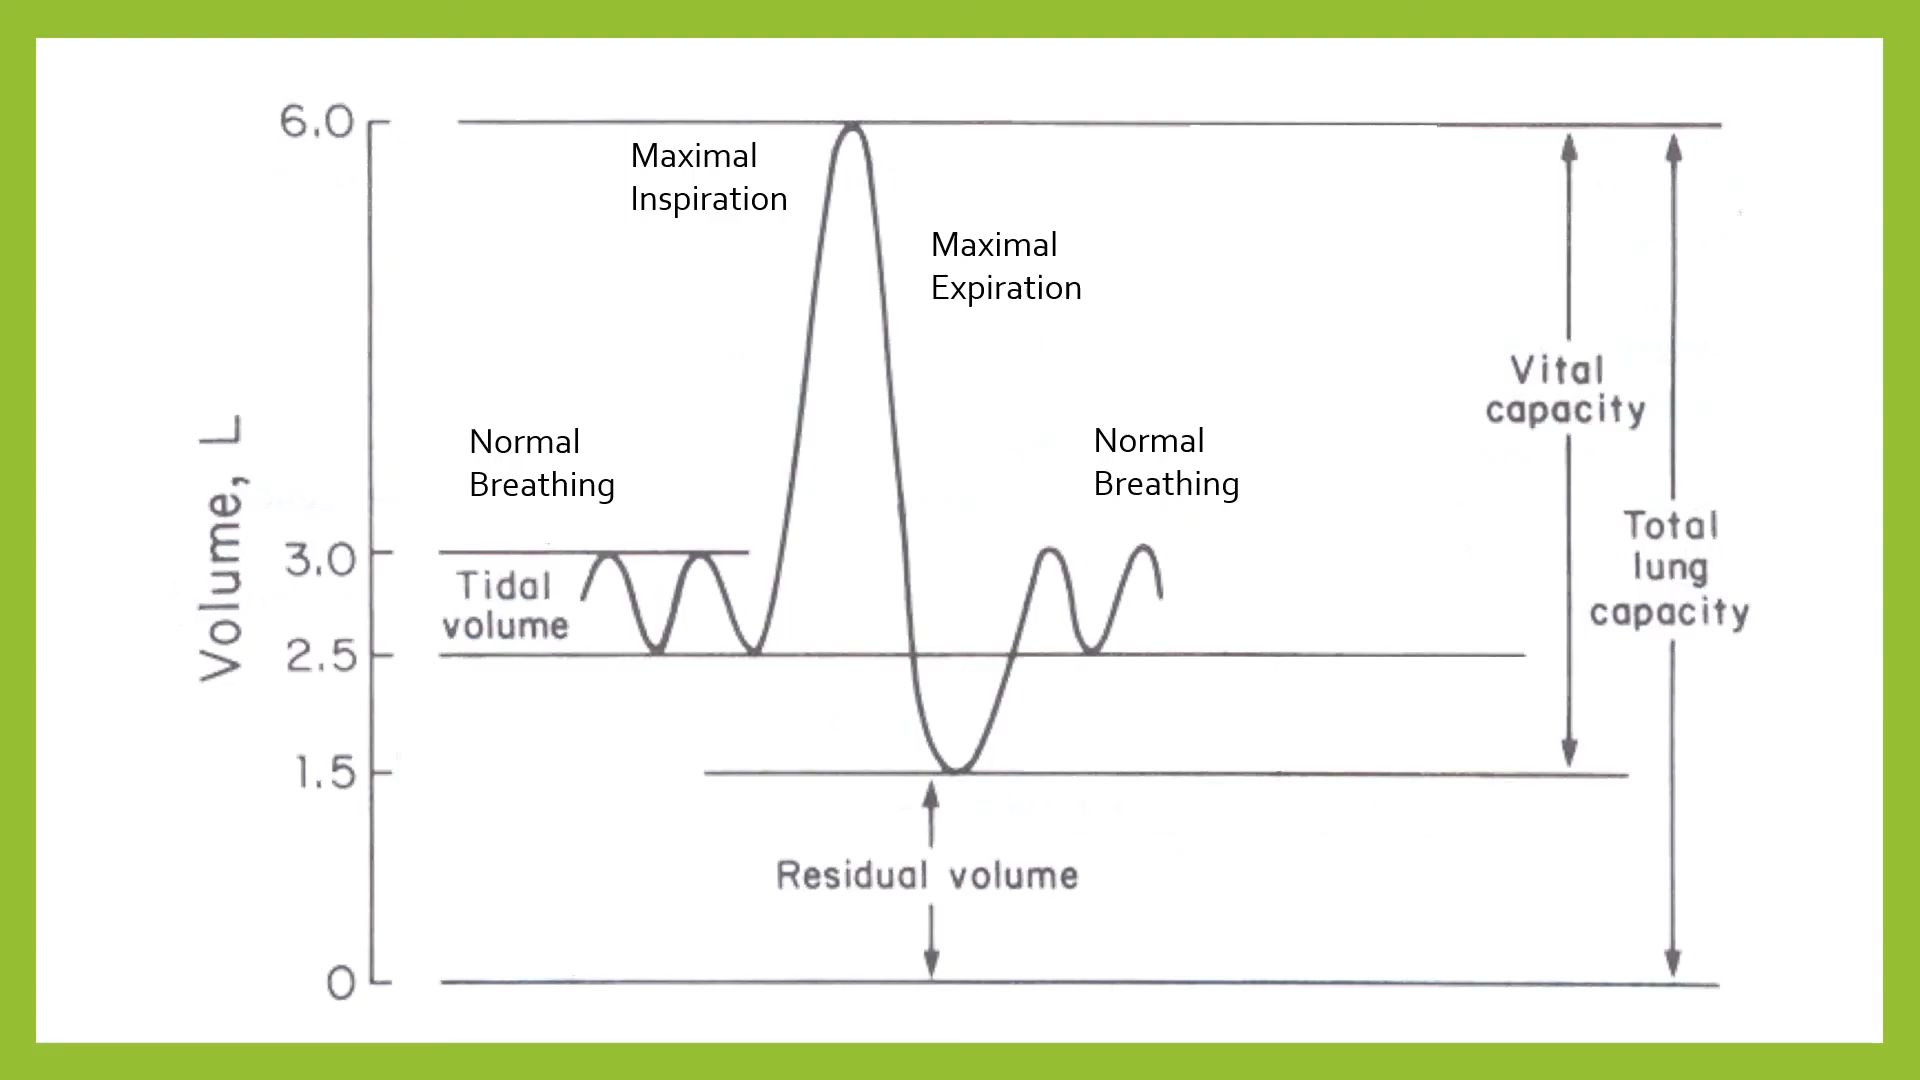 6.0
Maximal
Inspiration
Maximal
Expiration
Vital
capacity
Normal
Breathing
Normal
Breathing
Volume, L
Total
lung
capacity
3.0
Tidal
volume
2.5
1.5
Residual volume
0